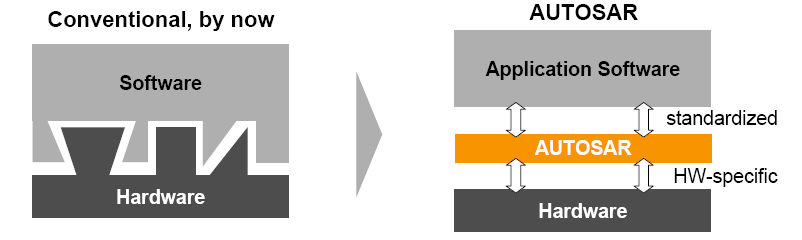 Conventional, by now
Software
Hardware
AUTOSAR
Application Software
standardized
AUTOSAR
HW-specific
Hardware